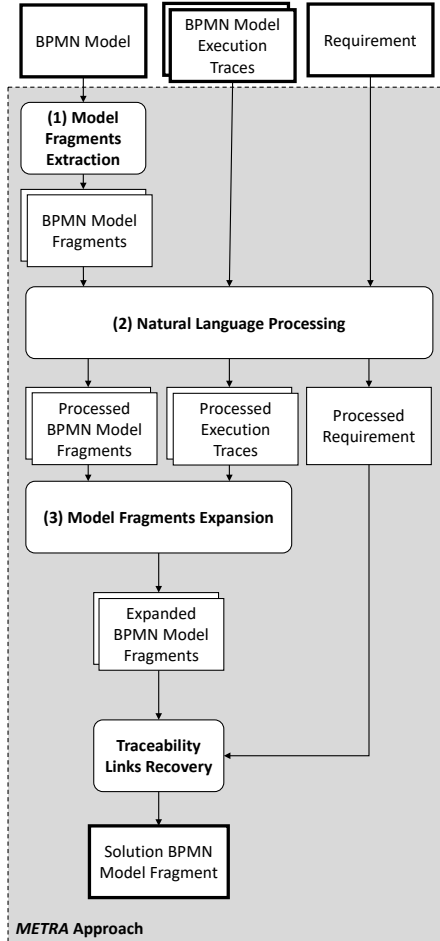 BPMN Model
BPMN Model
Execution
Traces
Requirement
(1) Model
Fragments
Extraction
BPMN Model
Fragments
(2) Natural Language Processing
Processed
BPMN Model
Fragments
Processed
Execution
Traces
Processed
Requirement
(3) Model Fragments Expansion
Expanded
BPMN Model
Fragments
Traceability
Links Recovery
Solution BPMN
Model Fragment
METRA Approach